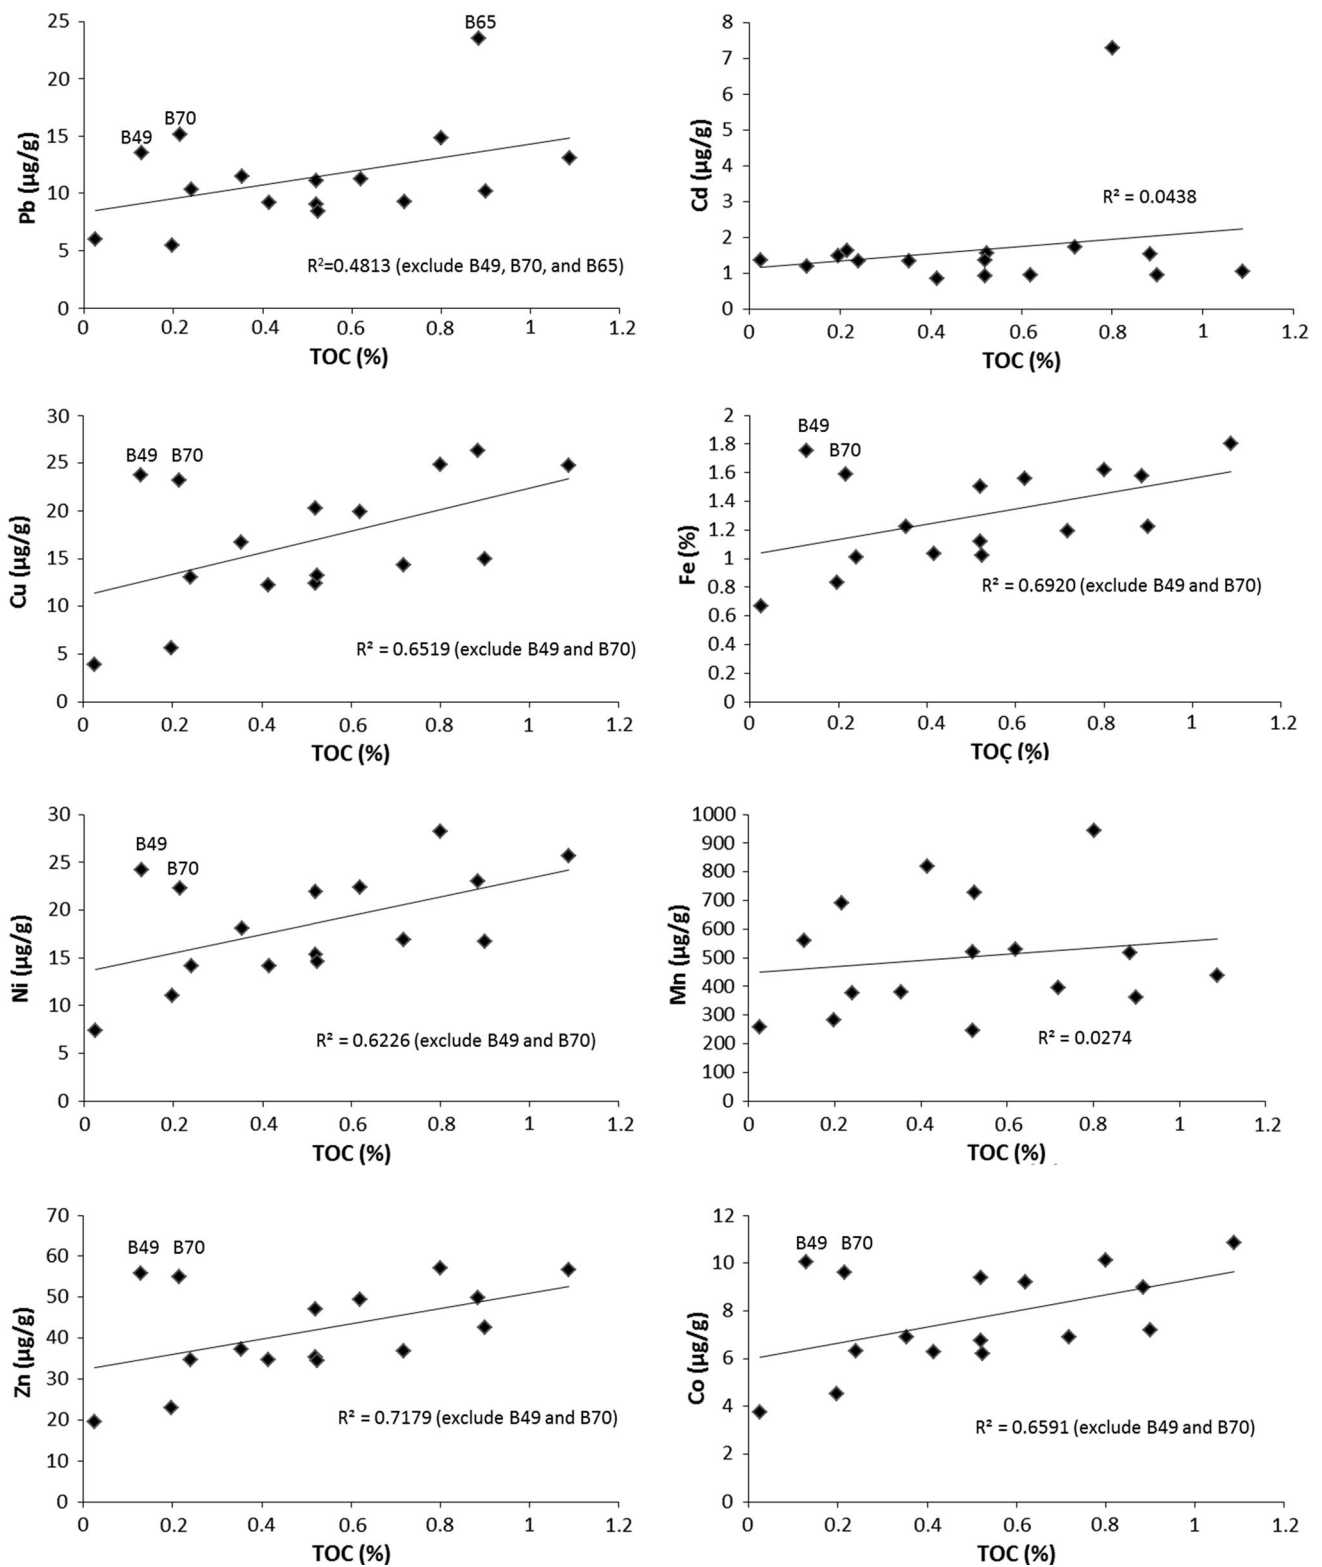 25
20
15
10
5
0
Pb (µg/g)
B65
B70
B49
R²=0.4813 (exclude B49, B70, and B65)
0 0.2 0.4 0.6 0.8 1 1.2
TOC (%)
8
7
6
5
4
3
2
1
0
Cd (µg/g)
R² = 0.0438
0 0.2 0.4 0.6 0.8 1 1.2
TOC (%)
30
25
20
15
10
5
0
Cu (µg/g)
B49 B70
R² = 0.6519 (exclude B49 and B70)
0 0.2 0.4 0.6 0.8 1 1.2
TOC (%)
2
1.8
1.6
1.4
1.2
1
0.8
0.6
0.4
0.2
0
Fe (%)
B49
B70
R² = 0.6920 (exclude B49 and B70)
0 0.2 0.4 0.6 0.8 1 1.2
TOC (%)
30
25
20
15
10
5
0
Ni (µg/g)
B49
B70
R² = 0.6226 (exclude B49 and B70)
0 0.2 0.4 0.6 0.8 1 1.2
TOC (%)
1000
900
800
700
600
500
400
300
200
100
0
Mn (µg/g)
R² = 0.0274
0 0.2 0.4 0.6 0.8 1 1.2
TOC (%)
70
60
50
40
30
20
10
0
Zn (µg/g)
B49 B70
R² = 0.7179 (exclude B49 and B70)
0 0.2 0.4 0.6 0.8 1 1.2
TOC (%)
12
10
8
6
4
2
0
Co (µg/g)
B49 B70
R² = 0.6591 (exclude B49 and B70)
0 0.2 0.4 0.6 0.8 1 1.2
TOC (%)